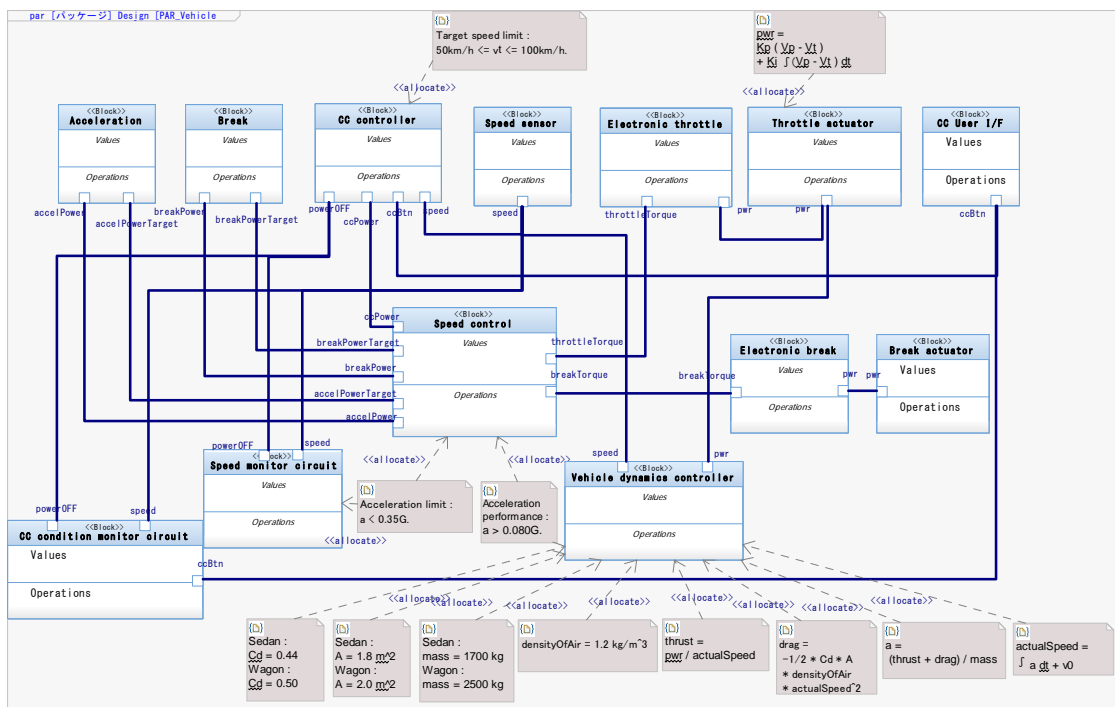 par [パッケージ] Design [PAR_Vehicle
Target speed limit :
50km/h <= vt <= 100km/h.
pwr =
Kp ( Vp - Vt )
+ Ki ∫(Vp - Vt ) dt
<<allocate>>
<<allocate>>
<<Block>>
Acceleration
Values
Operations
accelPower
accelPowerTarget
<<Block>>
Break
Values
Operations
breakPower
breakPowerTarget
<<Block>>
CC controller
Values
Operations
powerOFF
ccPower
ccBtn
speed
<<Block>>
Speed sensor
Values
Operations
speed
<<Block>>
Electronic throttle
Values
Operations
throttleTorque
pwr
<<Block>>
Throttle actuator
Values
Operations
pwr
<<Block>>
CC User I/F
Values
Operations
ccBtn
<<Block>>
Speed control
Values
Operations
ccPower
breakPowerTarget
breakPower
accelPowerTarget
accelPower
throttleTorque
breakTorque
<<Block>>
Electronic break
Values
Operations
breakTorque
pwr
<<Block>>
Break actuator
Values
Operations
pwr
powerOFF
speed
<<Block>>
Speed monitor circuit
Values
Operations
<<allocate>>
<<allocate>>
<<allocate>>
Acceleration limit :
a < 0.35G.
Acceleration
performance :
a > 0.080G.
speed
pwr
<<Block>>
Vehicle dynamics controller
Values
Operations
powerOFF
speed
<<Block>>
CC condition monitor circuit
Values
Operations
ccBtn
<<allocate>>
<<allocate>>
<<allocate>>
<<allocate>>
<<allocate>>
<<allocate>>
<<allocate>>
<<allocate>>
Sedan :
Cd = 0.44
Wagon :
Cd = 0.50
Sedan :
A = 1.8 m^2
Wagon :
A = 2.0 m^2
Sedan :
mass = 1700 kg
Wagon :
mass = 2500 kg
densityOfAir = 1.2 kg/m^3
thrust =
pwr / actualSpeed
drag =
-1/2 * Cd * A
* densityOfAir
* actualSpeed^2
a =
(thrust + drag) / mass
actualSpeed =
∫ a dt + v0